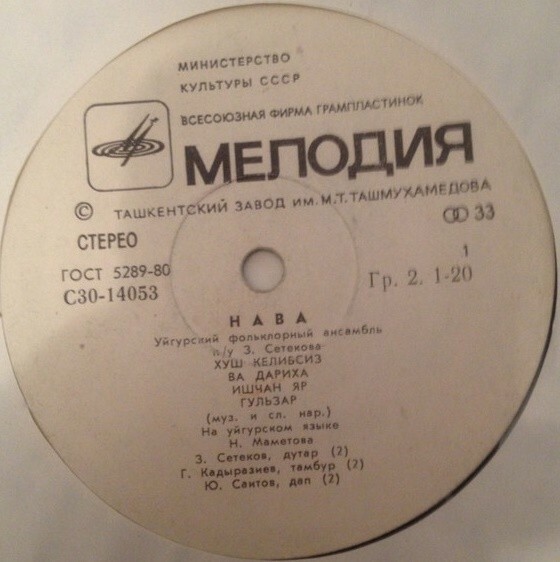 МИНИСТЕРСТВО
КУЛЬТУРЫ СССР
ВСЕСОЮЗНАЯ ФИРМА ГРАМПЛАСТИНОК
МЕЛОДИЯ
© ТАШКЕНТСКИЙ ЗАВОД ИМ. М.Т. ТАШМУХАМЕДОВА
СТЕРЕО
33
ГОСТ 5289-80
С30-14053
1
Гр. 2. 1-20
НАВА
Уйгурский фольклорный ансамбль
п/у З. Сетекова
ХУШ КЕЛИБСИЗ
ВА ДАРИХА
ИШЧАН ЯР
ГУЛЬЗАР
(муз. и сл. нар.)
На уйгурском языке
Н. Маметова
З. Сетеков, дутар (2)
Г. Кадыразиев, тамбур (2)
Ю. Саитов, дап (2)